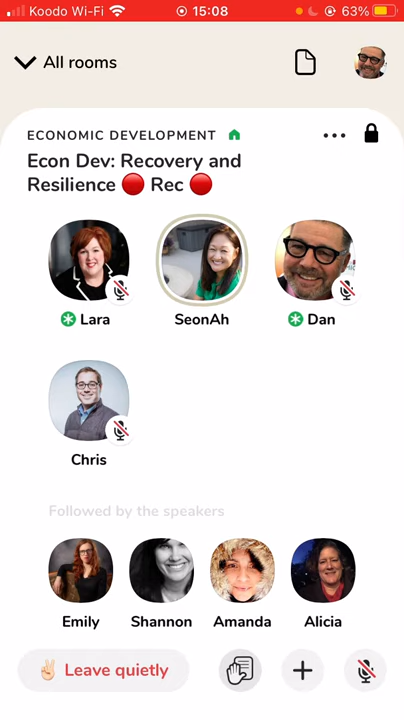 Koodo Wi-Fi 15:08 63%
All rooms
ECONOMIC DEVELOPMENT
Econ Dev: Recovery and
Resilience 🔴 Rec 🔴
Lara SeonAh Dan
Chris
Followed by the speakers
Emily Shannon Amanda Alicia
✌🏻 Leave quietly